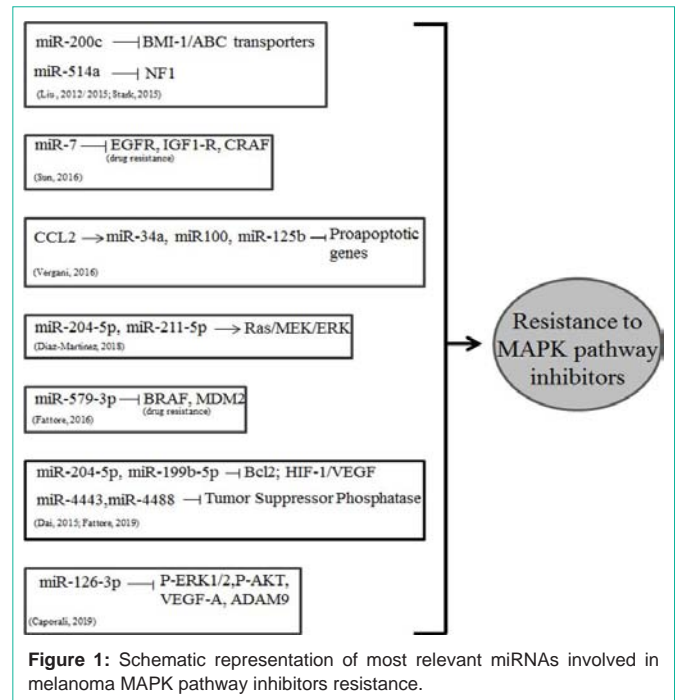 miR-200c ⊣ BMI-1/ABC transporters
miR-514a ⊣ NF1
(Liu, 2012/ 2015; Stark, 2015)
miR-7 ⊣ EGFR, IGF1-R, CRAF
(drug resistance)
(Sun, 2016)
CCL2 → miR-34a, miR100, miR-125b ⊣ Proapoptotic
genes
(Vergani, 2016)
miR-204-5p, miR-211-5p → Ras/MEK/ERK
(Diaz-Martinez, 2018)
miR-579-3p ⊣ BRAF, MDM2
(drug resistance)
(Fattore, 2016)
miR-204-5p, miR-199b-5p ⊣ Bcl2; HIF-1/VEGF
miR-4443,miR-4488 ⊣ Tumor Suppressor Phosphatase
(Dai, 2015; Fattore, 2019)
miR-126-3p ⊣ P-ERK1/2,P-AKT,
VEGF-A, ADAM9
(Caporali, 2019)
Resistance to
MAPK pathway
inhibitors
Figure 1: Schematic representation of most relevant miRNAs involved in
melanoma MAPK pathway inhibitors resistance.